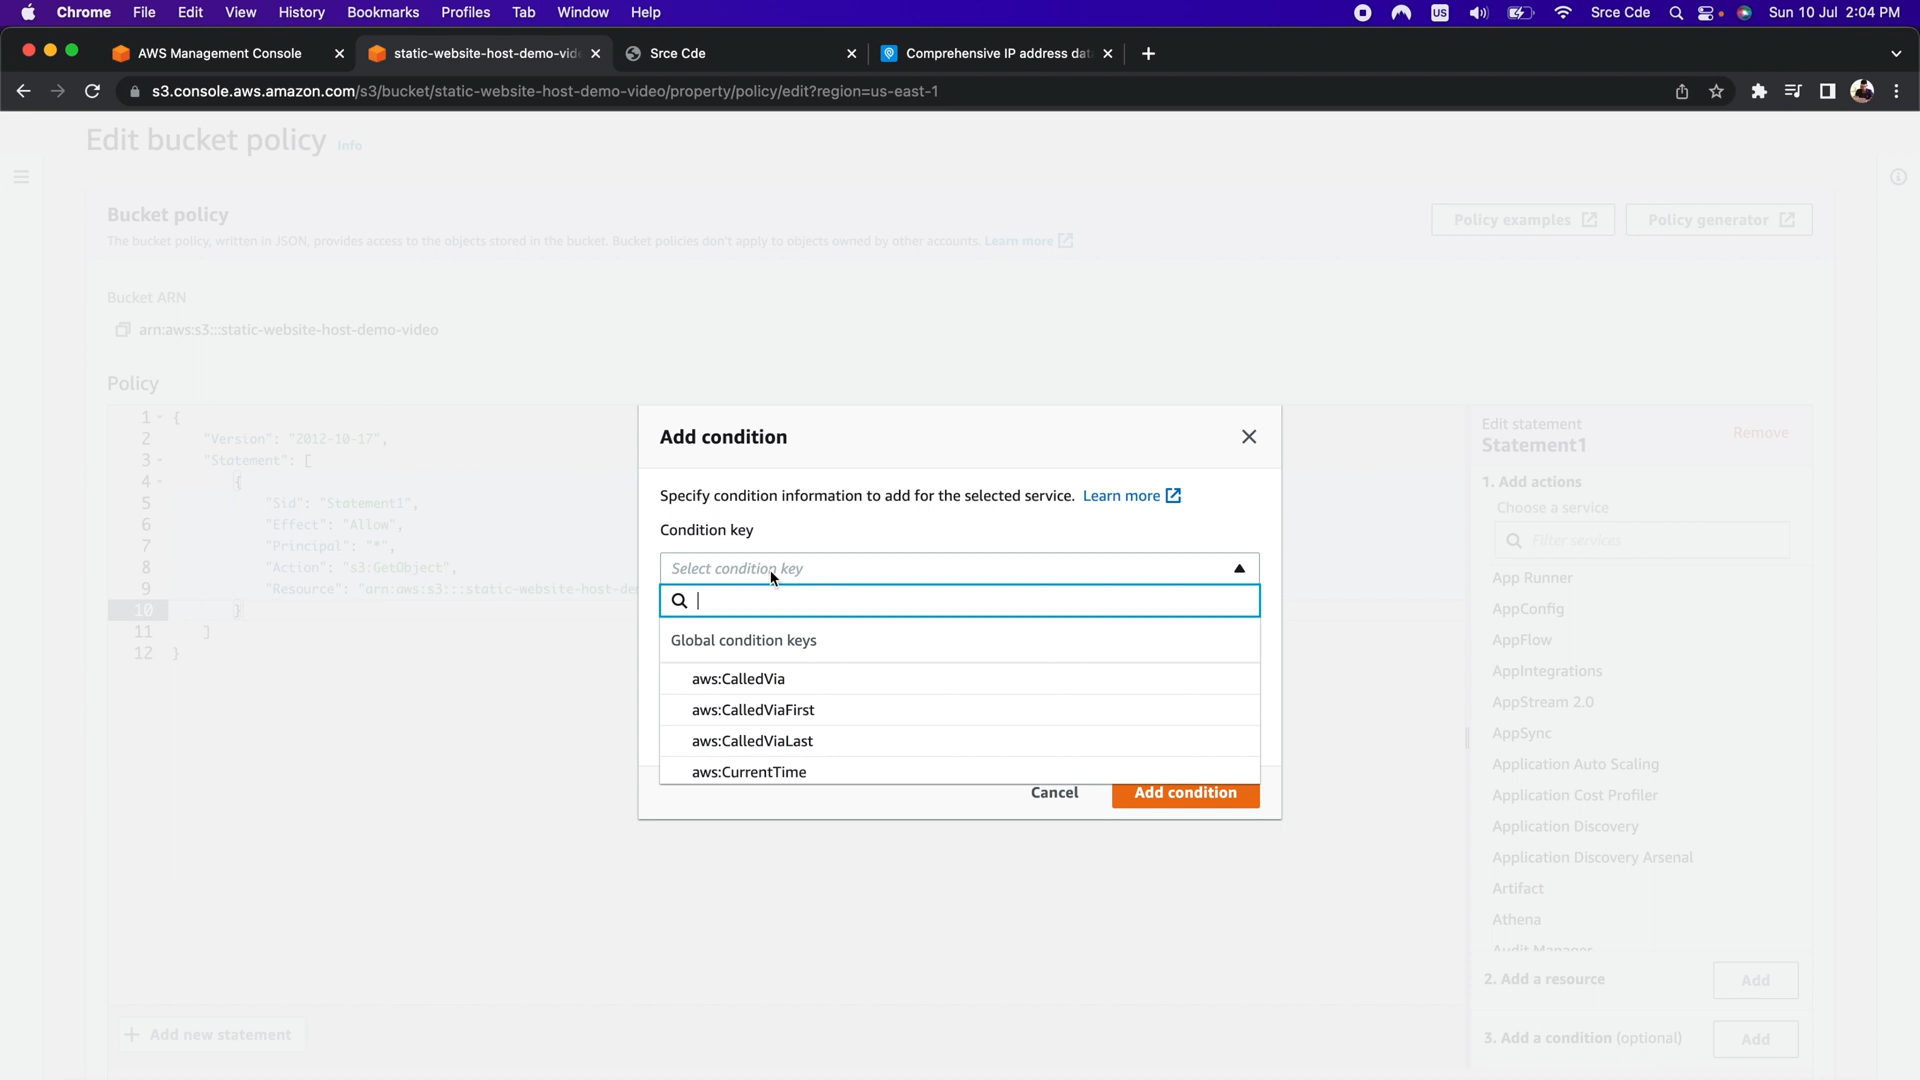 Chrome File Edit View History Bookmarks Profiles Tab Window Help US Srce Cde Sun 10 Jul 2:04 PM
AWS Management Console static-website-host-demo-vid Srce Cde Comprehensive IP address dat
s3.console.aws.amazon.com/s3/bucket/static-website-host-demo-video/property/policy/edit?region=us-east-1
Edit bucket policy Info
Bucket policy
Policy examples Policy generator
The bucket policy, written in JSON, provides access to the objects stored in the bucket. Bucket policies don't apply to objects owned by other accounts. Learn more
Bucket ARN
arn:aws:s3:::static-website-host-demo-video
Policy
1 {
2 "Version": "2012-10-17",
3 "Statement": [
4 {
5 "Sid": "Statement1",
6 "Effect": "Allow",
7 "Principal": "*",
8 "Action": "s3:GetObject",
9 "Resource": "arn:aws:s3:::static-website-host-de
10 }
11 ]
12 }
Add new statement
Add condition
Specify condition information to add for the selected service. Learn more
Condition key
Select condition key
Global condition keys
aws:CalledVia
aws:CalledViaFirst
aws:CalledViaLast
aws:CurrentTime
Cancel Add condition
Edit statement
Statement1
Remove
1. Add actions
Choose a service
Filter services
App Runner
AppConfig
AppFlow
AppIntegrations
AppStream 2.0
AppSync
Application Auto Scaling
Application Cost Profiler
Application Discovery
Application Discovery Arsenal
Artifact
Athena
Audit Manager
2. Add a resource Add
3. Add a condition (optional) Add